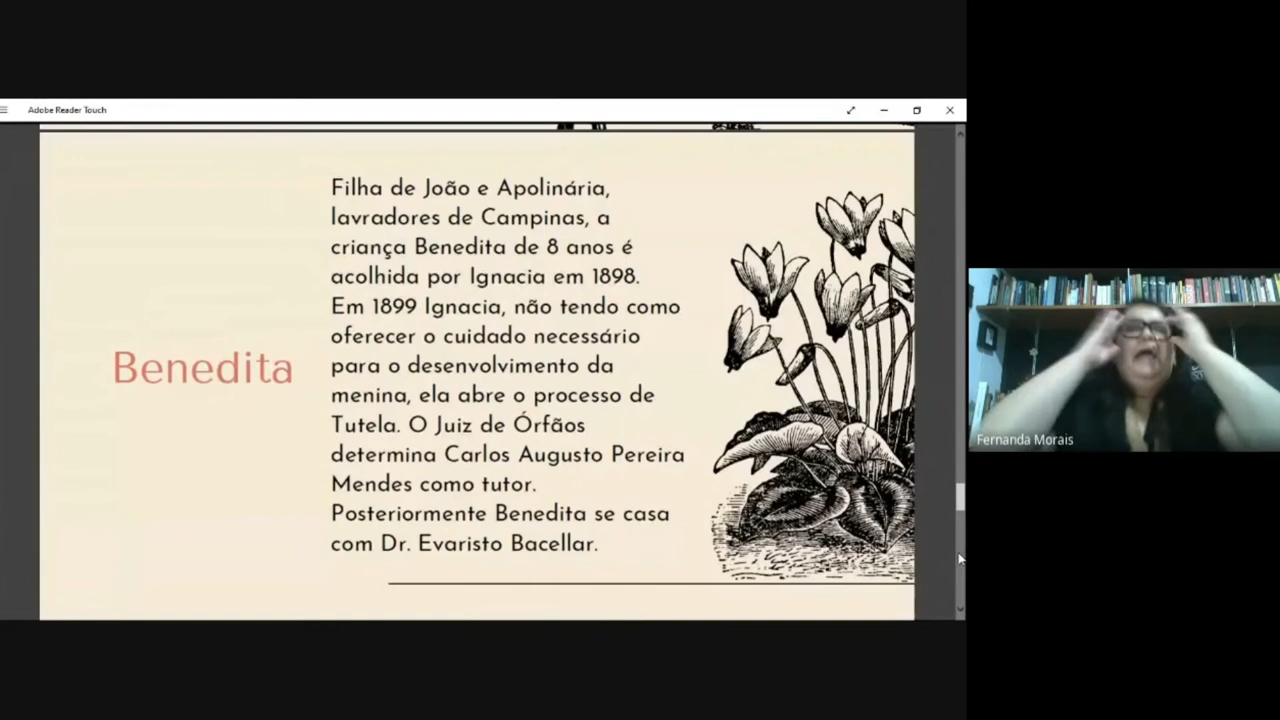 Adobe Reader Touch
Benedita
Filha de João e Apolinária,
lavradores de Campinas, a
criança Benedita de 8 anos é
acolhida por Ignacia em 1898.
Em 1899 Ignacia, não tendo como
oferecer o cuidado necessário
para o desenvolvimento da
menina, ela abre o processo de
Tutela. O Juiz de Órfãos
determina Carlos Augusto Pereira
Mendes como tutor.
Posteriormente Benedita se casa
com Dr. Evaristo Bacellar.
Fernanda Morais